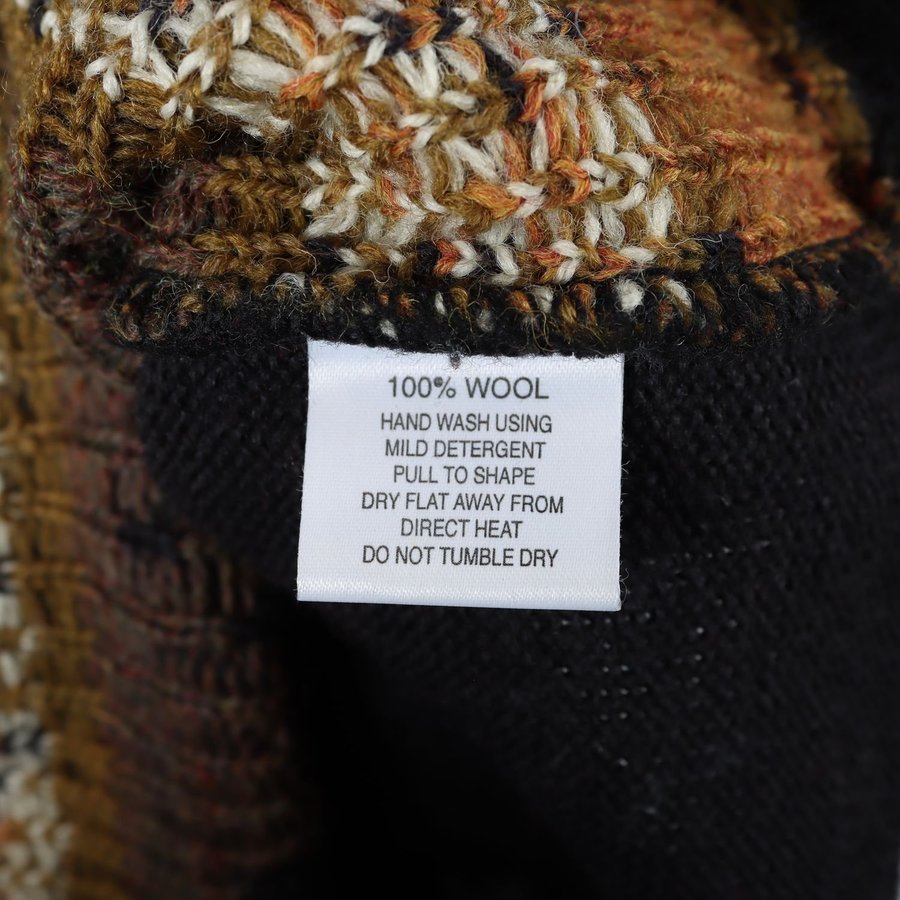 100% WOOL
HAND WASH USING
MILD DETERGENT
PULL TO SHAPE
DRY FLAT AWAY FROM
DIRECT HEAT
DO NOT TUMBLE DRY